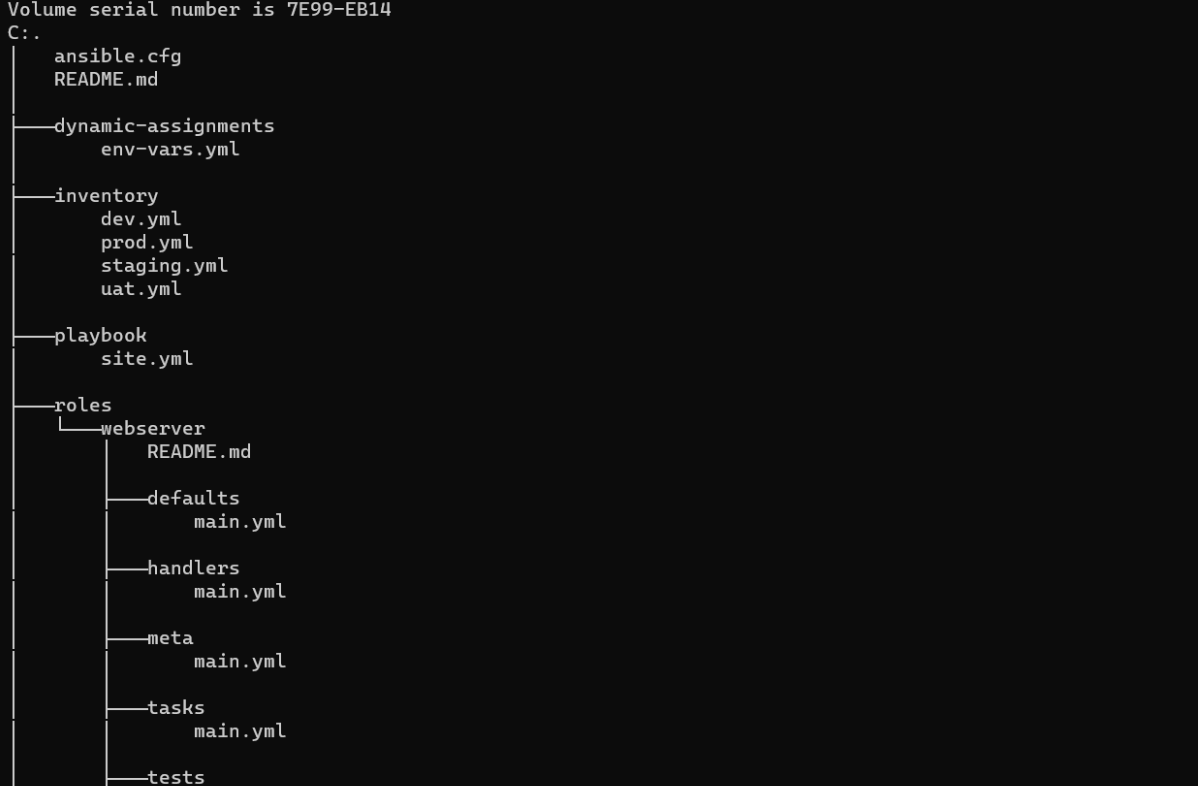 Volume serial number is 7E99-EB14
C:.
ansible.cfg
README.md
dynamic-assignments
env-vars.yml
inventory
dev.yml
prod.yml
staging.yml
uat.yml
playbook
site.yml
roles
webserver
README.md
defaults
main.yml
handlers
main.yml
meta
main.yml
tasks
main.yml
tests